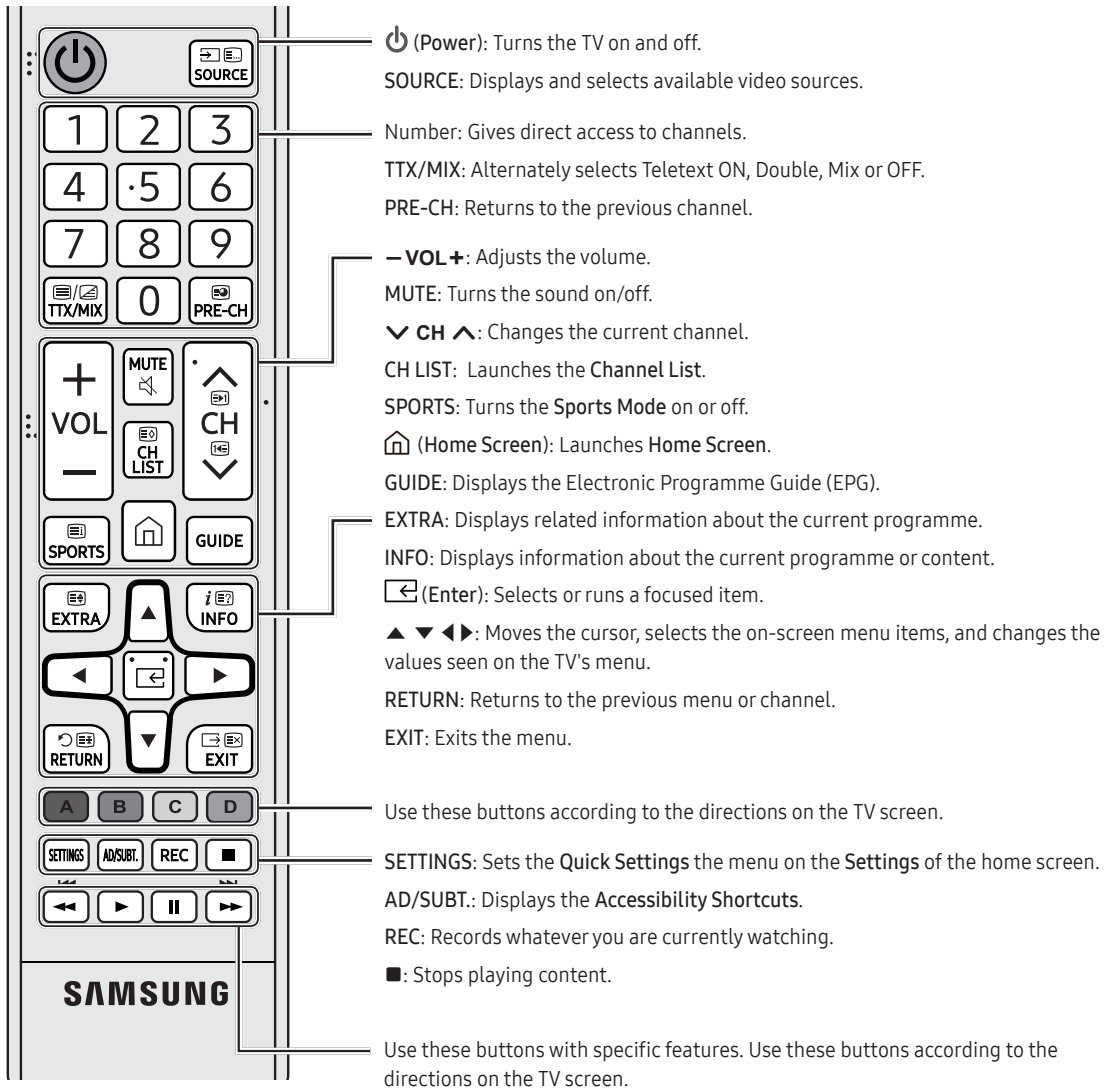 SOURCE
1 2 3
4 ·5 6
7 8 9
TTX/MIX 0 PRE-CH
+ VOL —
MUTE
CH LIST
CH
SPORTS
GUIDE
EXTRA
i INFO
RETURN
EXIT
A B C D
SETTINGS AD/SUBT. REC
SAMSUNG
(Power): Turns the TV on and off.
SOURCE: Displays and selects available video sources.
Number: Gives direct access to channels.
TTX/MIX: Alternately selects Teletext ON, Double, Mix or OFF.
PRE-CH: Returns to the previous channel.
— VOL +: Adjusts the volume.
MUTE: Turns the sound on/off.
CH : Changes the current channel.
CH LIST: Launches the Channel List.
SPORTS: Turns the Sports Mode on or off.
(Home Screen): Launches Home Screen.
GUIDE: Displays the Electronic Programme Guide (EPG).
EXTRA: Displays related information about the current programme.
INFO: Displays information about the current programme or content.
(Enter): Selects or runs a focused item.
▲ ▼ ◀ ▶: Moves the cursor, selects the on-screen menu items, and changes the
values seen on the TV's menu.
RETURN: Returns to the previous menu or channel.
EXIT: Exits the menu.
Use these buttons according to the directions on the TV screen.
SETTINGS: Sets the Quick Settings the menu on the Settings of the home screen.
AD/SUBT.: Displays the Accessibility Shortcuts.
REC: Records whatever you are currently watching.
■: Stops playing content.
Use these buttons with specific features. Use these buttons according to the
directions on the TV screen.